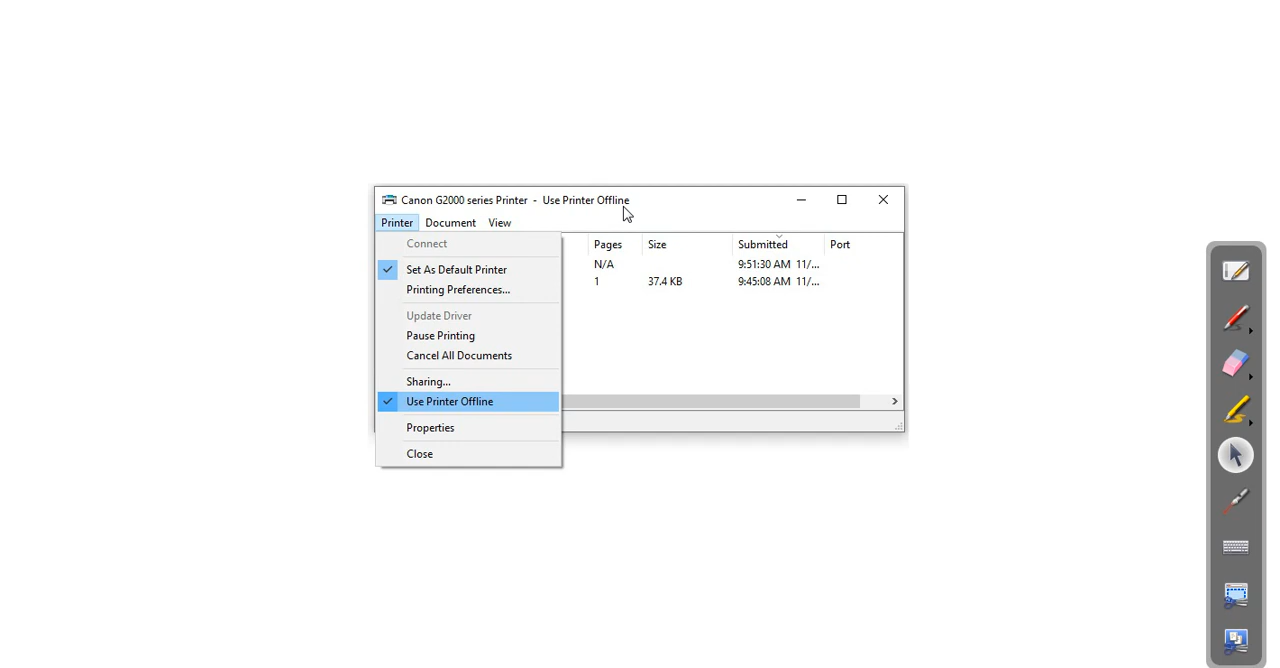 Canon G2000 series Printer - Use Printer Offline
Printer Document View
Connect
Set As Default Printer
Printing Preferences...
Update Driver
Pause Printing
Cancel All Documents
Sharing...
Use Printer Offline
Properties
Close
Pages Size Submitted Port
N/A 9:51:30 AM 11/...
1 37.4 KB 9:45:08 AM 11/...